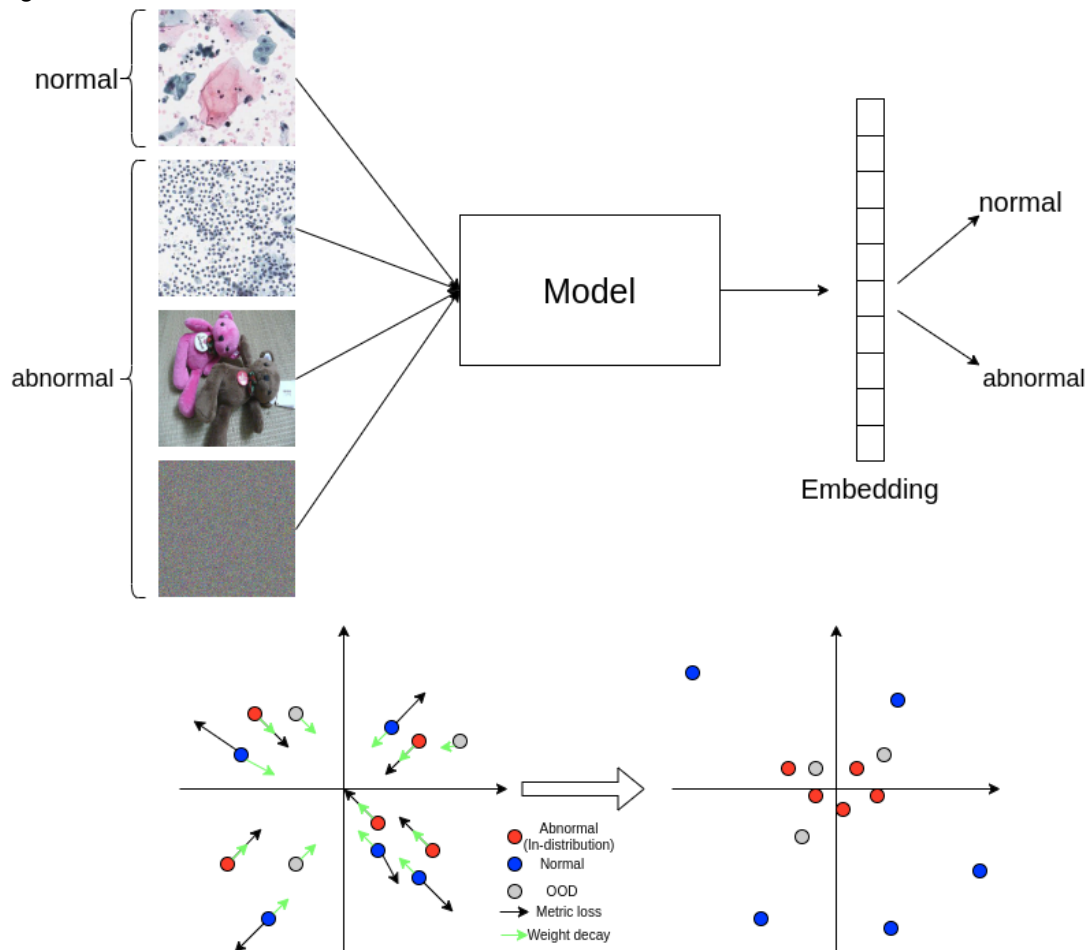 normal
abnormal
Model
normal
abnormal
Embedding
Abnormal
(In-distribution)
Normal
OOD
Metric loss
Weight decay